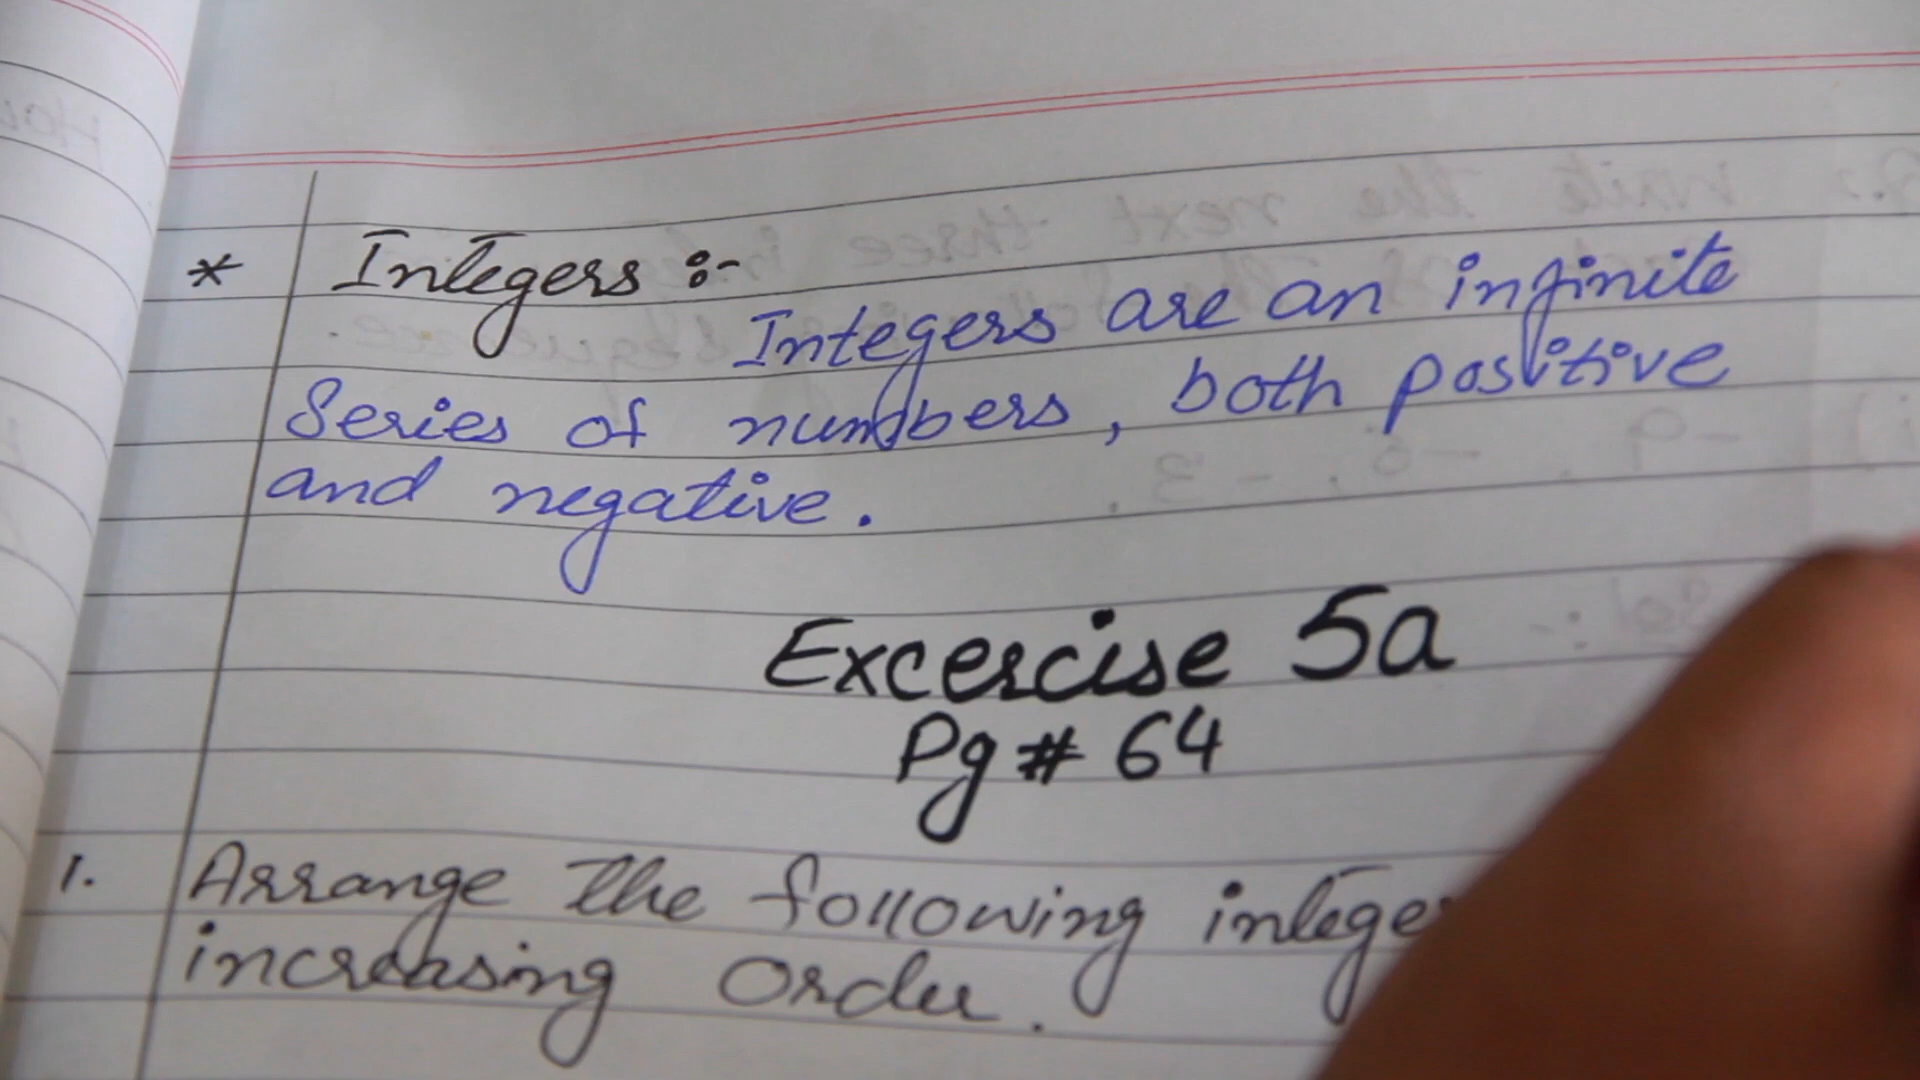 * Integers :-
Integers are an infinite
Series of numbers, both positive
and negative.
Excercise 5a
Pg # 64
1. Arrange the following
increasing order.